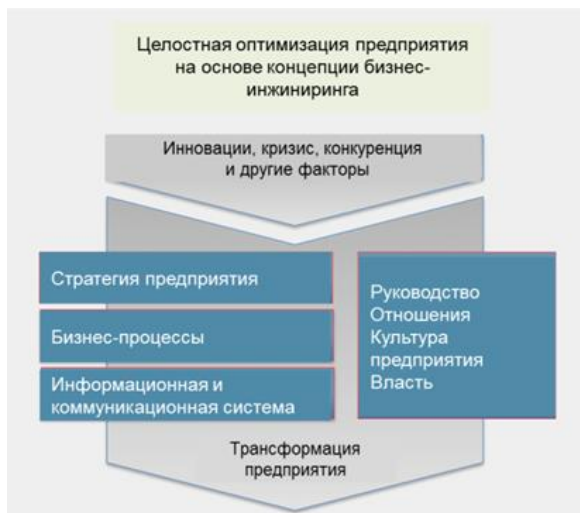 Целостная оптимизация предприятия
на основе концепции бизнес-
инжиниринга
Инновации, кризис, конкуренция
и другие факторы
Стратегия предприятия
Бизнес-процессы
Информационная и
коммуникационная система
Руководство
Отношения
Культура
предприятия
Власть
Трансформация
предприятия